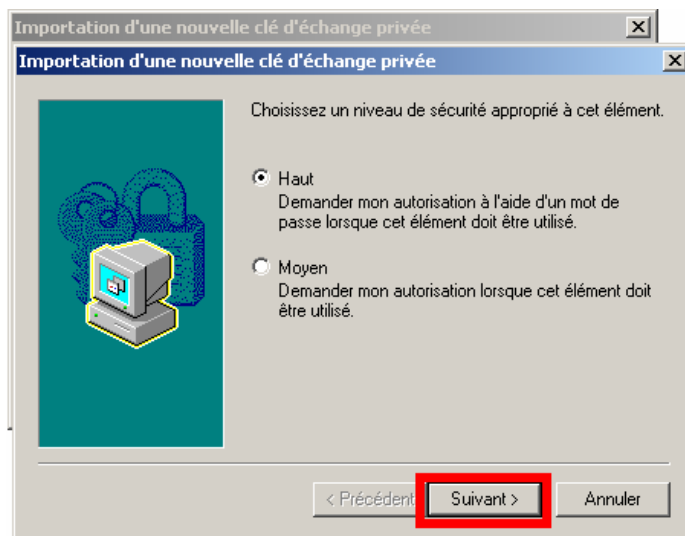 Importation d'une nouvelle clé d'échange privée
Importation d'une nouvelle clé d'échange privée
Choisissez un niveau de sécurité approprié à cet élément.
Haut
Demander mon autorisation à l'aide d'un mot de
passe lorsque cet élément doit être utilisé.
Moyen
Demander mon autorisation lorsque cet élément doit
être utilisé.
< Précédent
Suivant >
Annuler